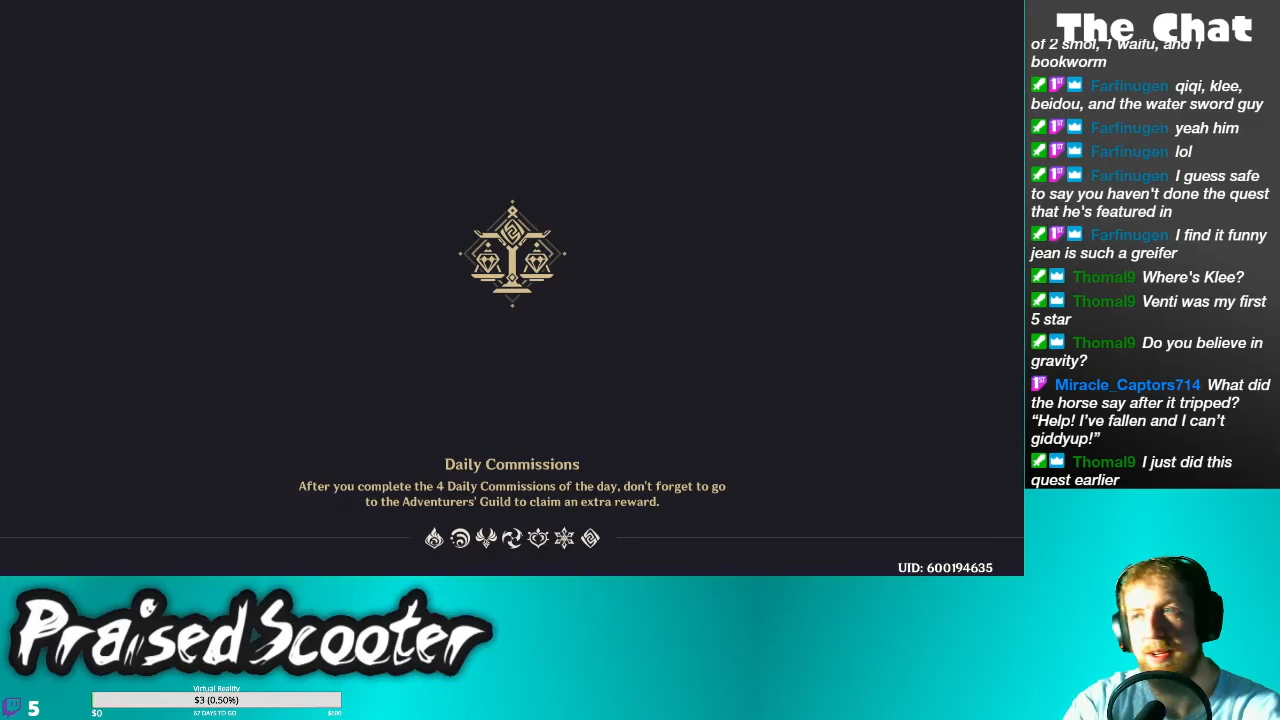 The Chat
of 2 smol, 1 waifu, and 1
bookworm
Farfinugen qiqi, klee,
beidou, and the water sword guy
Farfinugen yeah him
Farfinugen lol
Farfinugen I guess safe
to say you haven't done the quest
that he's featured in
Farfinugen I find it funny
jean is such a greifer
Thomal9 Where's Klee?
Thomal9 Venti was my first
5 star
Thomal9 Do you believe in
gravity?
Miracle_Captors714 What did
the horse say after it tripped?
“Help! I’ve fallen and I can’t
giddyup!”
Thomal9 I just did this
quest earlier
Daily Commissions
After you complete the 4 Daily Commissions of the day, don't forget to go
to the Adventurers' Guild to claim an extra reward.
UID: 600194635
PraisedScooter
5
Virtual Reality
$3 (0.50%)
$0
67 DAYS TO GO